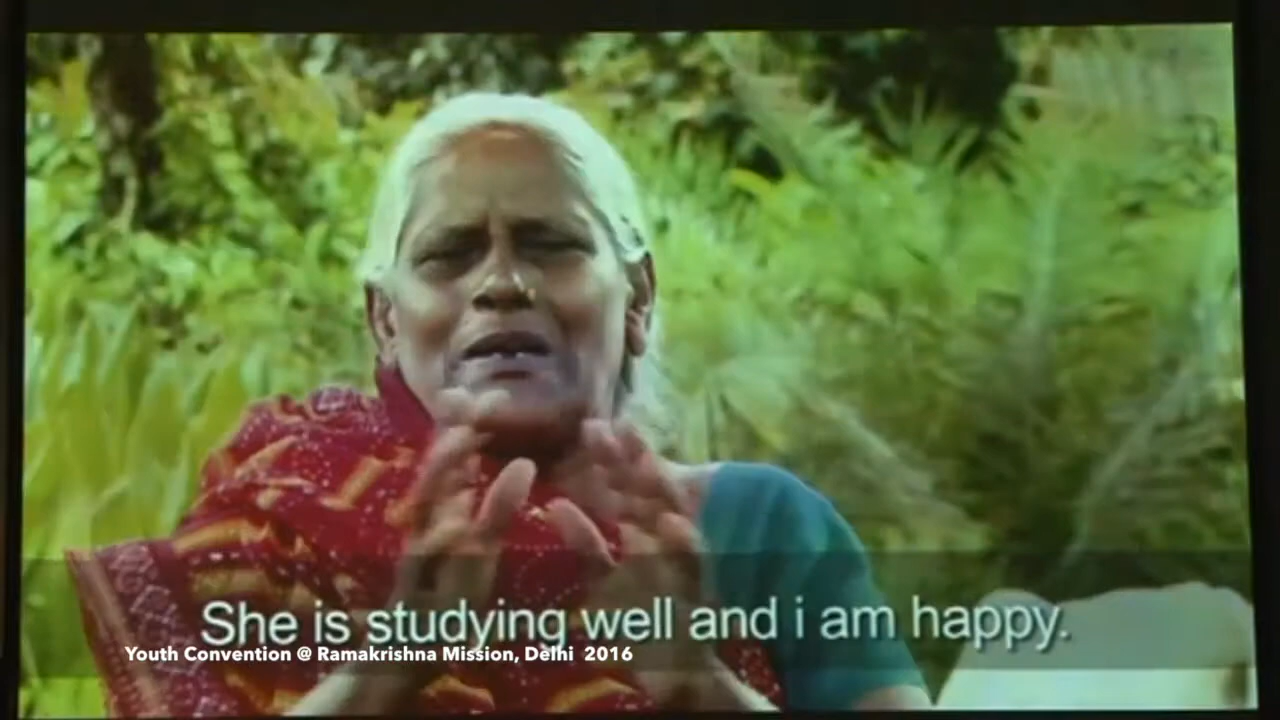 She is studying well and i am happy.
Youth Convention @ Ramakrishna Mission, Delhi 2016